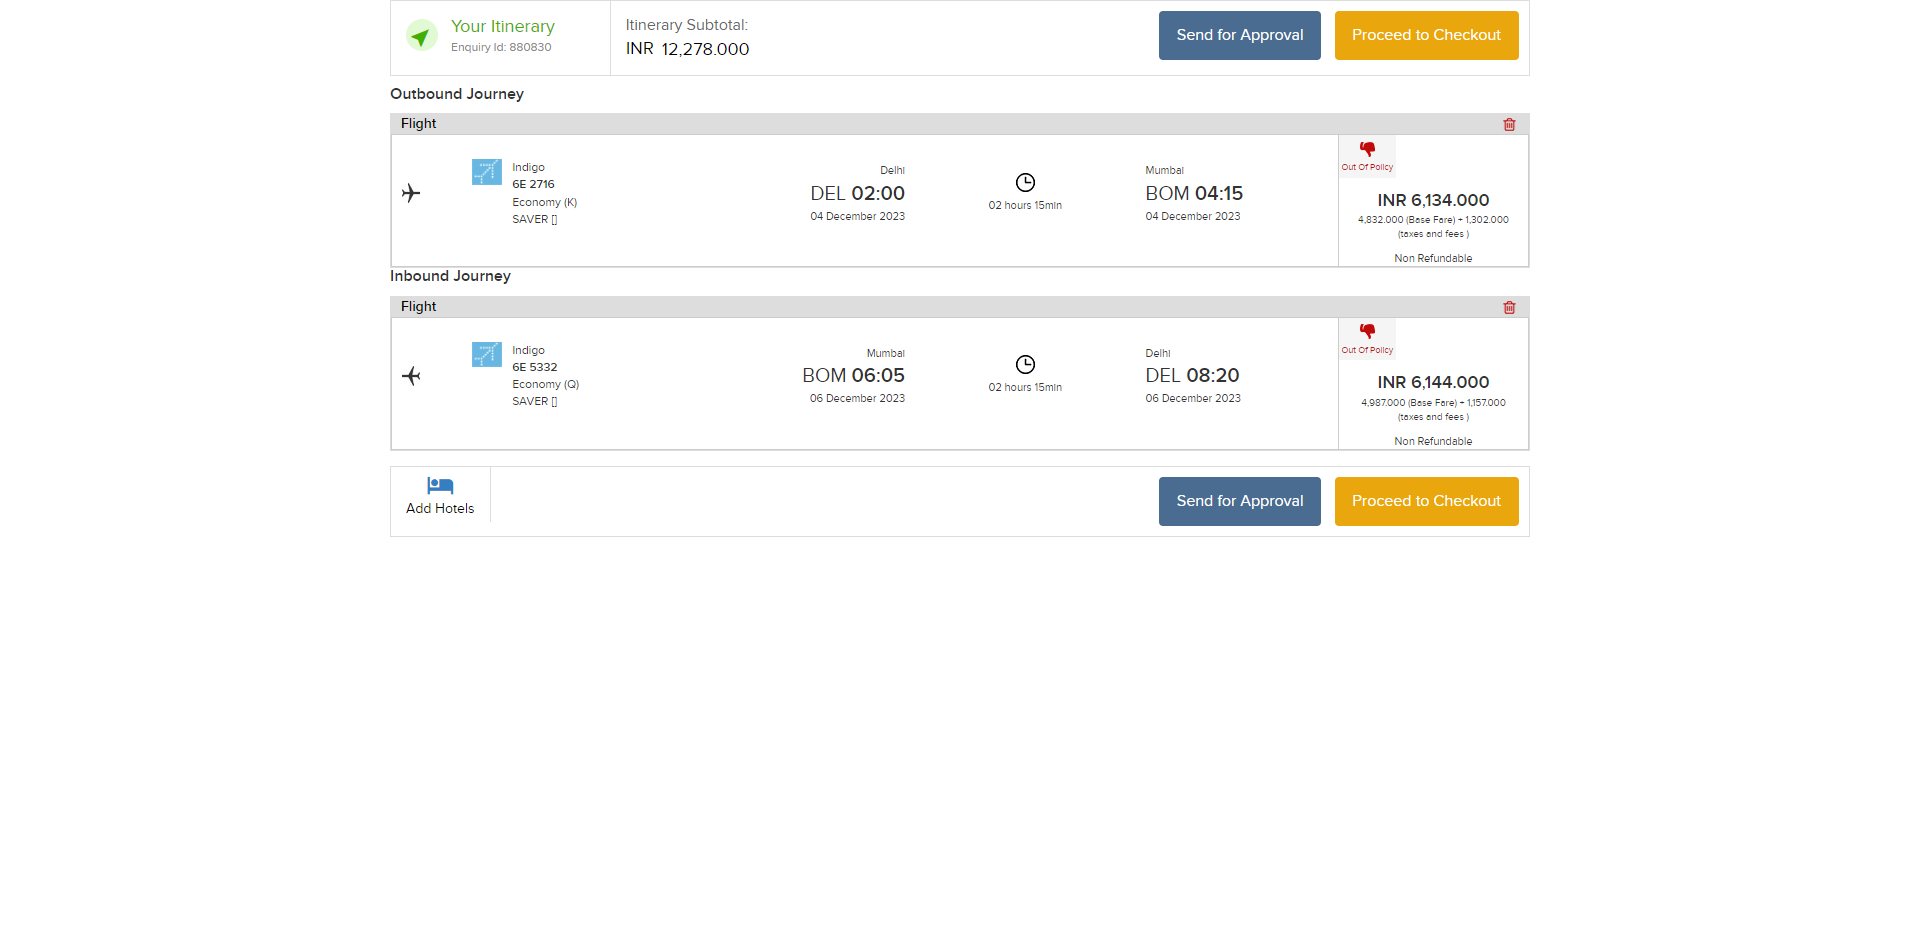 Your Itinerary
Enquiry Id: 880830
Itinerary Subtotal:
INR 12,278.000
Send for Approval
Proceed to Checkout
Outbound Journey
Flight
Indigo
6E 2716
Economy (K)
SAVER []
Delhi
DEL 02:00
04 December 2023
02 hours 15min
Mumbai
BOM 04:15
04 December 2023
Out Of Policy
INR 6,134.000
4,832.000 (Base Fare) + 1,302.000
(taxes and fees )
Non Refundable
Inbound Journey
Flight
Indigo
6E 5332
Economy (Q)
SAVER []
Mumbai
BOM 06:05
06 December 2023
02 hours 15min
Delhi
DEL 08:20
06 December 2023
Out Of Policy
INR 6,144.000
4,987.000 (Base Fare) + 1,157.000
(taxes and fees )
Non Refundable
Add Hotels
Send for Approval
Proceed to Checkout